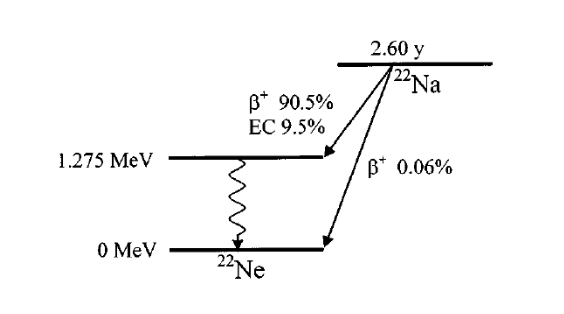 2.60 y
²²Na
β⁺ 90.5%
EC 9.5%
1.275 MeV
β⁺ 0.06%
0 MeV
²²Ne